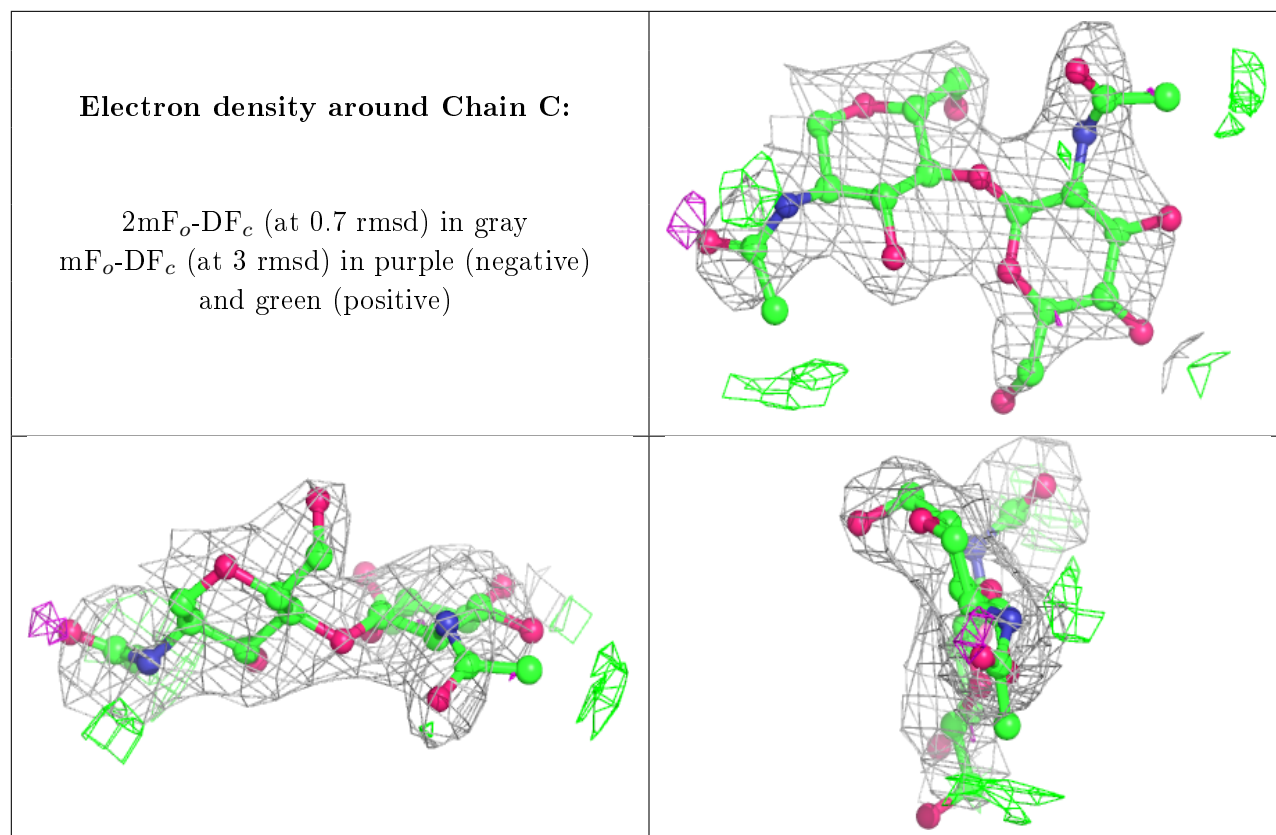 Electron density around Chain C:
2mFₒ-DF𝒸 (at 0.7 rmsd) in gray
mFₒ-DF𝒸 (at 3 rmsd) in purple (negative)
and green (positive)